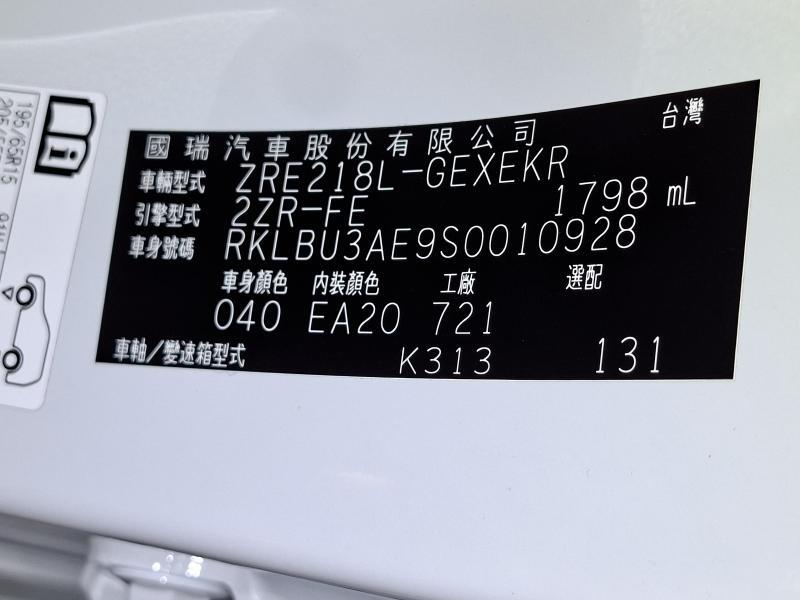 台灣
國瑞汽車股份有限公司
車輛型式 ZRE218L-GEXEKR
引擎型式 2ZR-FE 1798 mL
車身號碼 RKLBU3AE9S0010928
車身顏色 內裝顏色 工廠 選配
040 EA20 721
車軸/變速箱型式 K313 131
195/65R15